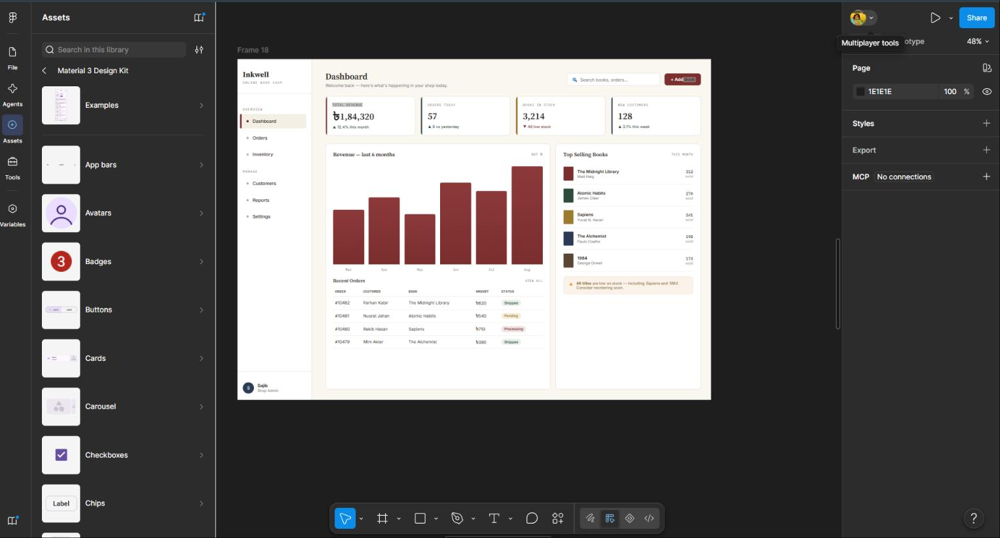 Assets
Share
Multiplayer tools
otype
48%
Search in this library
File
Material 3 Design Kit
Page
Examples
Agents
1E1E1E
100
%
Assets
Styles
App bars
Export
Tools
MCP
No connections
Avatars
Variables
Badges
3
Buttons
Cards
Carousel
Checkboxes
Chips
Label
Frame 18
Inkwell
ONLINE BOOK SHOP
OVERVIEW
Dashboard
Orders
Inventory
MANAGE
Customers
Reports
Settings
S
Sajib
Shop Admin
Dashboard
Welcome back — here's what's happening in your shop today.
Search books, orders...
+ Add Book
TOTAL REVENUE
৳1,84,320
▲ 12.4% this month
ORDERS TODAY
57
▲ 8 vs yesterday
BOOKS IN STOCK
3,214
▼ 46 low stock
NEW CUSTOMERS
128
▲ 3.1% this week
Revenue — last 6 months
Mar Apr May Jun Jul Aug
Recent Orders
VIEW ALL
ORDER CUSTOMER BOOK AMOUNT STATUS
#10482 Farhan Kabir The Midnight Library ৳620 Shipped
#10481 Nusrat Jahan Atomic Habits ৳540 Pending
#10480 Rakib Hasan Sapiens ৳710 Processing
#10479 Mim Akter The Alchemist ৳390 Shipped
Top Selling Books
THIS MONTH
The Midnight Library 312
Matt Haig sold
Atomic Habits 276
James Clear sold
Sapiens 241
Yuval N. Harari sold
The Alchemist 198
Paulo Coelho sold
1984 173
George Orwell sold
46 titles are low on stock — including Sapiens and 1984.
Consider reordering soon.
?